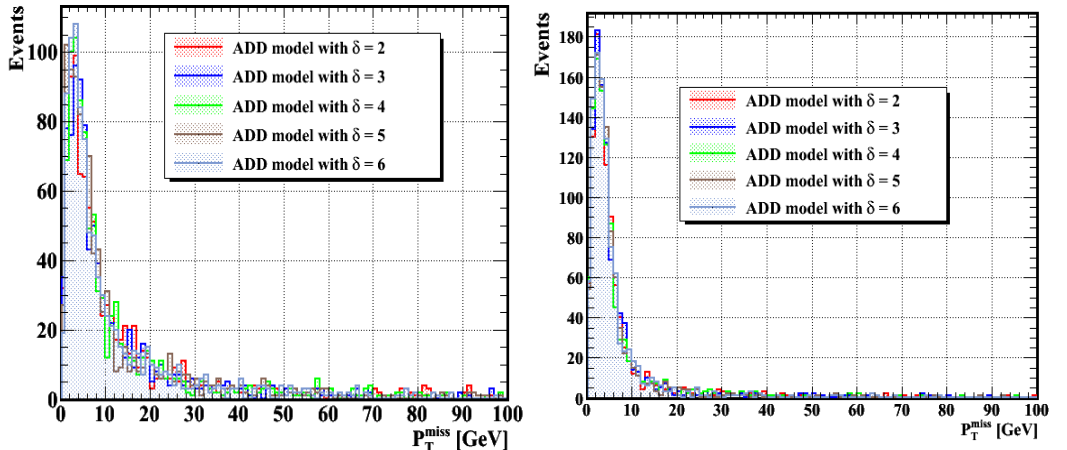 Events
100
80
60
40
20
0
ADD model with δ = 2
ADD model with δ = 3
ADD model with δ = 4
ADD model with δ = 5
ADD model with δ = 6
0 10 20 30 40 50 60 70 80 90 100
P_T^miss [GeV]
Events
180
160
140
120
100
80
60
40
20
0
ADD model with δ = 2
ADD model with δ = 3
ADD model with δ = 4
ADD model with δ = 5
ADD model with δ = 6
0 10 20 30 40 50 60 70 80 90 100
P_T^miss [GeV]